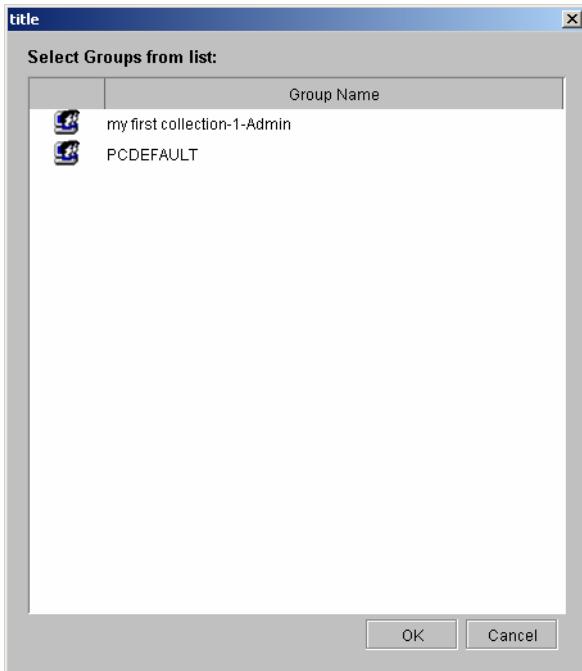 title
Select Groups from list:
Group Name
my first collection-1-Admin
PCDEFAULT
OK Cancel